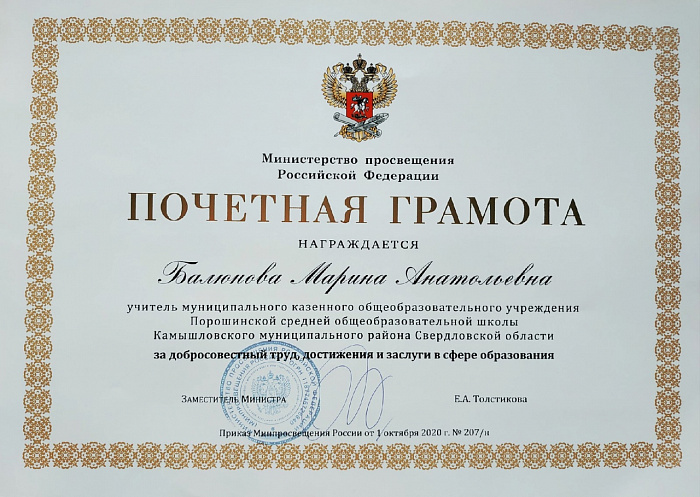 Министерство просвещения
Российской Федерации
ПОЧЕТНАЯ ГРАМОТА
НАГРАЖДАЕТСЯ
Балюнова Марина Анатольевна
учитель муниципального казенного общеобразовательного учреждения
Порошинской средней общеобразовательной школы
Камышловского муниципального района Свердловской области
за добросовестный труд, достижения и заслуги в сфере образования
Заместитель Министра Е.А. Толстикова
Приказ Минпросвещения России от 1 октября 2020 г. № 207/н